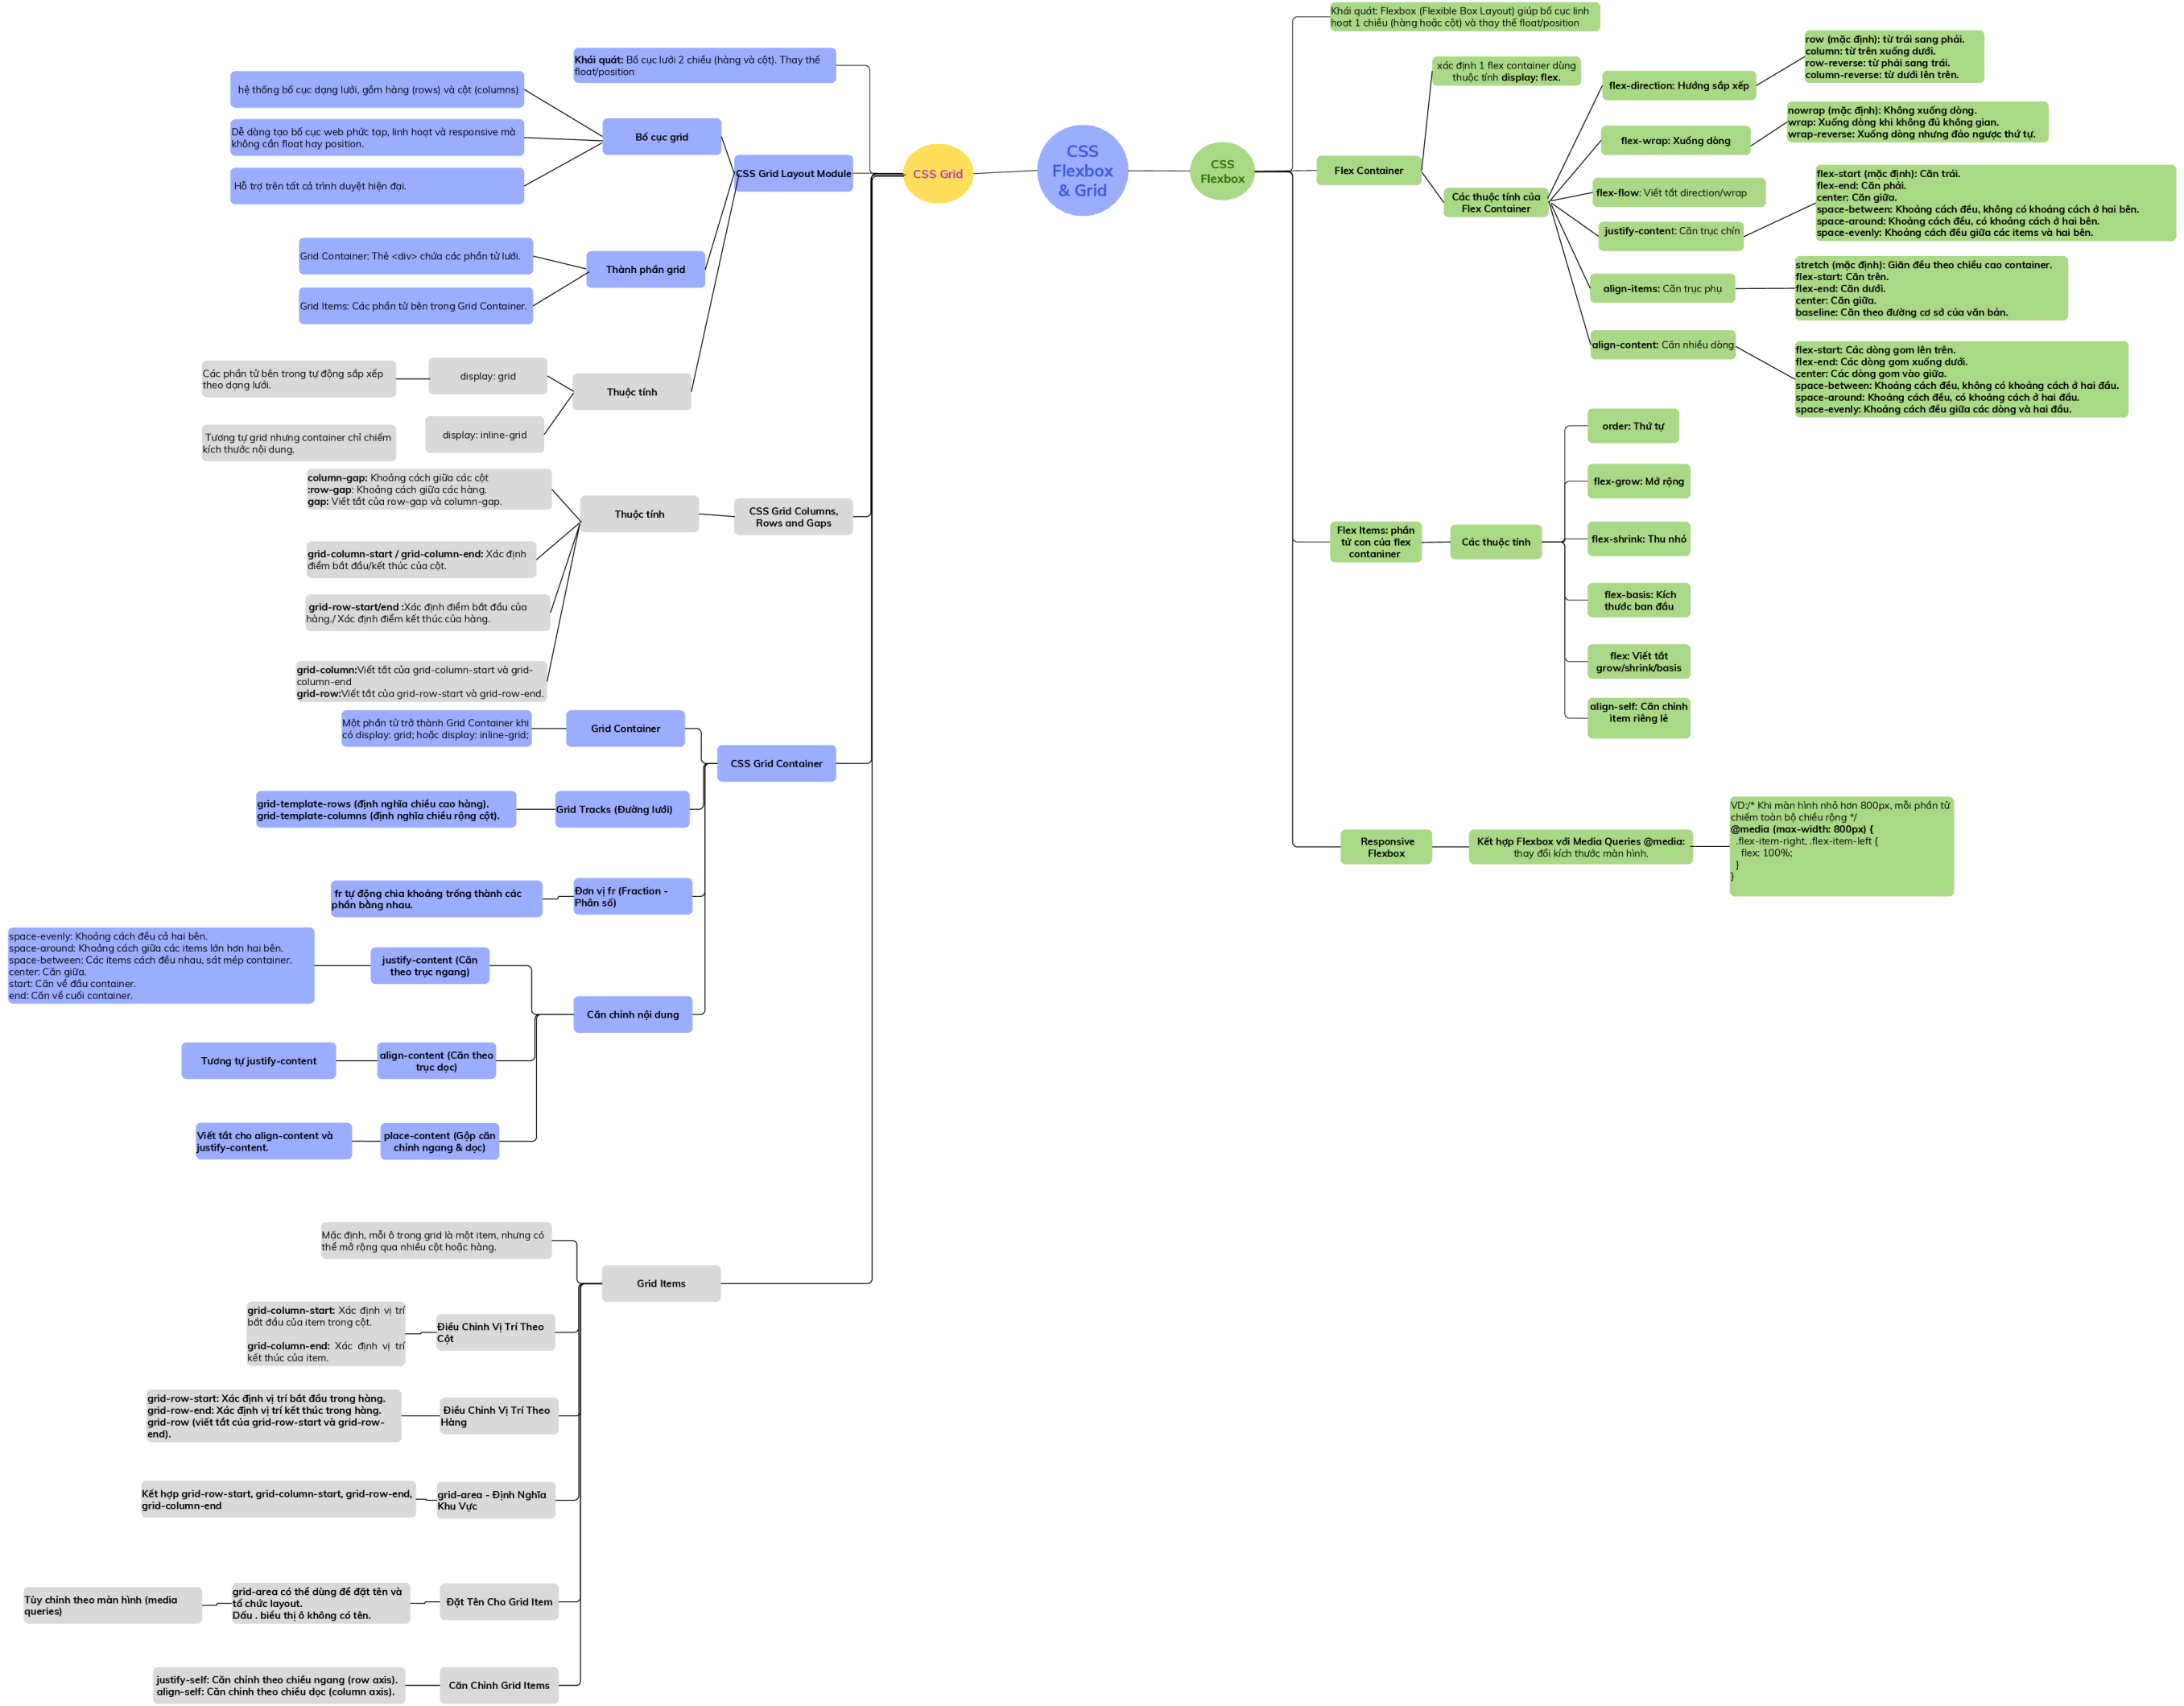 CSS
Flexbox
& Grid
CSS Grid
Khái quát: Bố cục lưới 2 chiều (hàng và cột). Thay thế
float/position
CSS Grid Layout Module
Bố cục grid
hệ thống bố cục dạng lưới, gồm hàng (rows) và cột (columns)
Dễ dàng tạo bố cục web phức tạp, linh hoạt và responsive mà
không cần float hay position.
Hỗ trợ trên tất cả trình duyệt hiện đại.
Thành phần grid
Grid Container: Thẻ <div> chứa các phần tử lưới.
Grid Items: Các phần tử bên trong Grid Container.
Thuộc tính
display: grid
Các phần tử bên trong tự động sắp xếp
theo dạng lưới.
display: inline-grid
Tương tự grid nhưng container chỉ chiếm
kích thước nội dung.
CSS Grid Columns,
Rows and Gaps
Thuộc tính
column-gap: Khoảng cách giữa các cột
:row-gap: Khoảng cách giữa các hàng.
gap: Viết tắt của row-gap và column-gap.
grid-column-start / grid-column-end: Xác định
điểm bắt đầu/kết thúc của cột.
grid-row-start/end :Xác định điểm bắt đầu của
hàng./ Xác định điểm kết thúc của hàng.
grid-column:Viết tắt của grid-column-start và grid-
column-end
grid-row:Viết tắt của grid-row-start và grid-row-end.
CSS Grid Container
Grid Container
Một phần tử trở thành Grid Container khi
có display: grid; hoặc display: inline-grid;
Grid Tracks (Đường lưới)
grid-template-rows (định nghĩa chiều cao hàng).
grid-template-columns (định nghĩa chiều rộng cột).
Đơn vị fr (Fraction -
Phân số)
fr tự động chia khoảng trống thành các
phần bằng nhau.
Căn chỉnh nội dung
justify-content (Căn
theo trục ngang)
space-evenly: Khoảng cách đều cả hai bên.
space-around: Khoảng cách giữa các items lớn hơn hai bên.
space-between: Các items cách đều nhau, sát mép container.
center: Căn giữa.
start: Căn về đầu container.
end: Căn về cuối container.
align-content (Căn theo
trục dọc)
Tương tự justify-content
place-content (Gộp căn
chỉnh ngang & dọc)
Viết tắt cho align-content và
justify-content.
Grid Items
Mặc định, mỗi ô trong grid là một item, nhưng có
thể mở rộng qua nhiều cột hoặc hàng.
Điều Chỉnh Vị Trí Theo
Cột
grid-column-start: Xác định vị trí
bắt đầu của item trong cột.
grid-column-end: Xác định vị trí
kết thúc của item.
Điều Chỉnh Vị Trí Theo
Hàng
grid-row-start: Xác định vị trí bắt đầu trong hàng.
grid-row-end: Xác định vị trí kết thúc trong hàng.
grid-row (viết tắt của grid-row-start và grid-row-
end).
grid-area - Định Nghĩa
Khu Vực
Kết hợp grid-row-start, grid-column-start, grid-row-end,
grid-column-end
Đặt Tên Cho Grid Item
grid-area có thể dùng để đặt tên và
tổ chức layout.
Dấu . biểu thị ô không có tên.
Tùy chỉnh theo màn hình (media
queries)
Căn Chỉnh Grid Items
justify-self: Căn chỉnh theo chiều ngang (row axis).
align-self: Căn chỉnh theo chiều dọc (column axis).
CSS
Flexbox
Khái quát: Flexbox (Flexible Box Layout) giúp bố cục linh
hoạt 1 chiều (hàng hoặc cột) và thay thế float/position
Flex Container
xác định 1 flex container dùng
thuộc tính display: flex.
Các thuộc tính của
Flex Container
flex-direction: Hướng sắp xếp
row (mặc định): từ trái sang phải.
column: từ trên xuống dưới.
row-reverse: từ phải sang trái.
column-reverse: từ dưới lên trên.
flex-wrap: Xuống dòng
nowrap (mặc định): Không xuống dòng.
wrap: Xuống dòng khi không đủ không gian.
wrap-reverse: Xuống dòng nhưng đảo ngược thứ tự.
flex-flow: Viết tắt direction/wrap
justify-content: Căn trục chín
flex-start (mặc định): Căn trái.
flex-end: Căn phải.
center: Căn giữa.
space-between: Khoảng cách đều, không có khoảng cách ở hai bên.
space-around: Khoảng cách đều, có khoảng cách ở hai bên.
space-evenly: Khoảng cách đều giữa các items và hai bên.
align-items: Căn trục phụ
stretch (mặc định): Giãn đều theo chiều cao container.
flex-start: Căn trên.
flex-end: Căn dưới.
center: Căn giữa.
baseline: Căn theo đường cơ sở của văn bản.
align-content: Căn nhiều dòng
flex-start: Các dòng gom lên trên.
flex-end: Các dòng gom xuống dưới.
center: Các dòng gom vào giữa.
space-between: Khoảng cách đều, không có khoảng cách ở hai đầu.
space-around: Khoảng cách đều, có khoảng cách ở hai đầu.
space-evenly: Khoảng cách đều giữa các dòng và hai đầu.
Flex Items: phần
tử con của flex
contaniner
Các thuộc tính
order: Thứ tự
flex-grow: Mở rộng
flex-shrink: Thu nhỏ
flex-basis: Kích
thước ban đầu
flex: Viết tắt
grow/shrink/basis
align-self: Căn chỉnh
item riêng lẻ
Responsive
Flexbox
Kết hợp Flexbox với Media Queries @media:
thay đổi kích thước màn hình.
VD:/* Khi màn hình nhỏ hơn 800px, mỗi phần tử
chiếm toàn bộ chiều rộng */
@media (max-width: 800px) {
.flex-item-right, .flex-item-left {
flex: 100%;
}
}